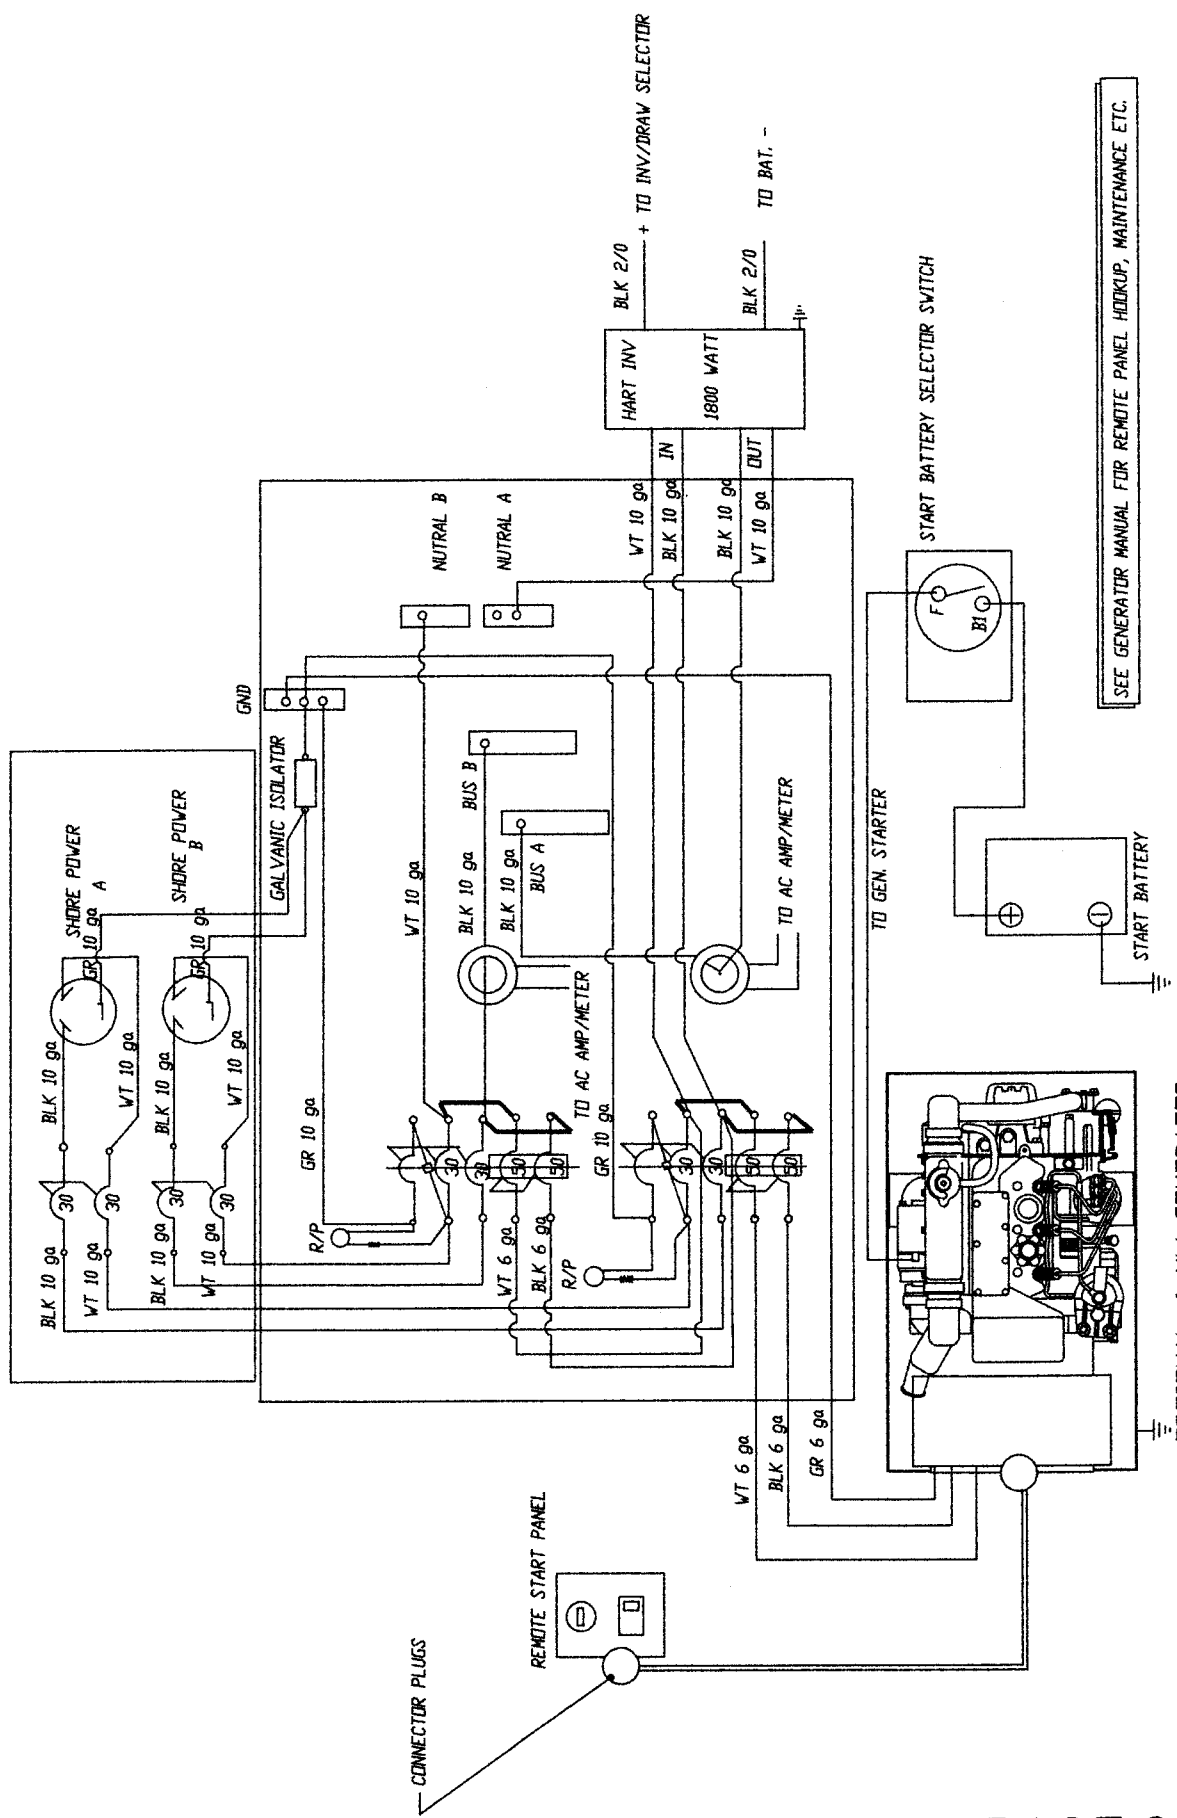 CONNECTOR PLUGS
REMOTE START PANEL
SHORE POWER
A
SHORE POWER
B
BLK 10 ga
GR 10 ga
WT 10 ga
BLK 10 ga
GR 10 ga
WT 10 ga
30
30
30
30
BLK 10 ga
WT 10 ga
BLK 10 ga
WT 10 ga
GALVANIC ISOLATOR
GND
GR 10 ga
R/P
WT 10 ga
NUTRAL B
NUTRAL A
BLK 10 ga
BUS B
BLK 10 ga
BUS A
30
30
50
50
WT 6 ga
BLK 6 ga
TO AC AMP/METER
R/P
GR 10 ga
30
30
50
50
TO AC AMP/METER
WT 10 ga
BLK 10 ga
IN
BLK 10 ga
OUT
WT 10 ga
HART INV
1800 WATT
BLK 2/0
+ TO INV/DRAW SELECTOR
BLK 2/0
TO BAT. -
WT 6 ga
BLK 6 ga
GR 6 ga
TO GEN. STARTER
START BATTERY SELECTOR SWITCH
F
B1
+
-
START BATTERY
SEE GENERATOR MANUAL FOR REMOTE PANEL HOOKUP, MAINTENANCE ETC.